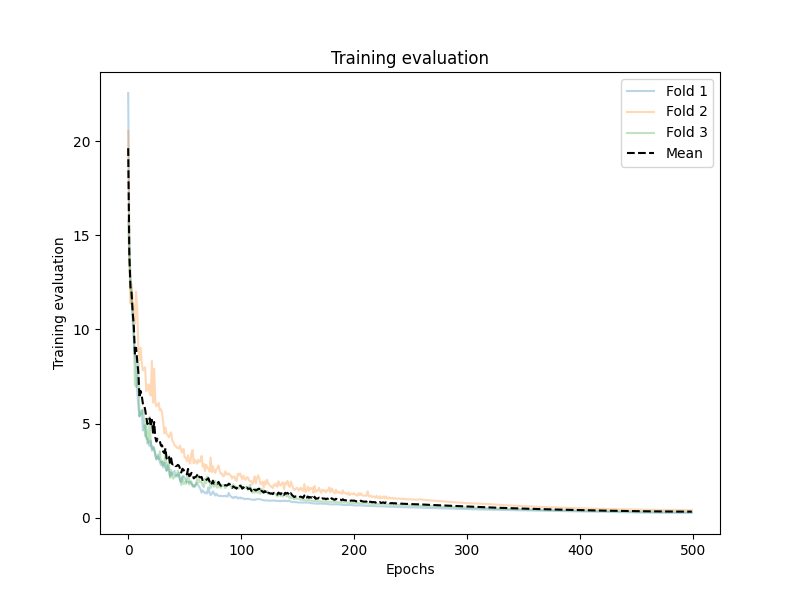 Training evaluation
Fold 1
Fold 2
Fold 3
Mean
20
15
10
5
0
Training evaluation
0 100 200 300 400 500
Epochs